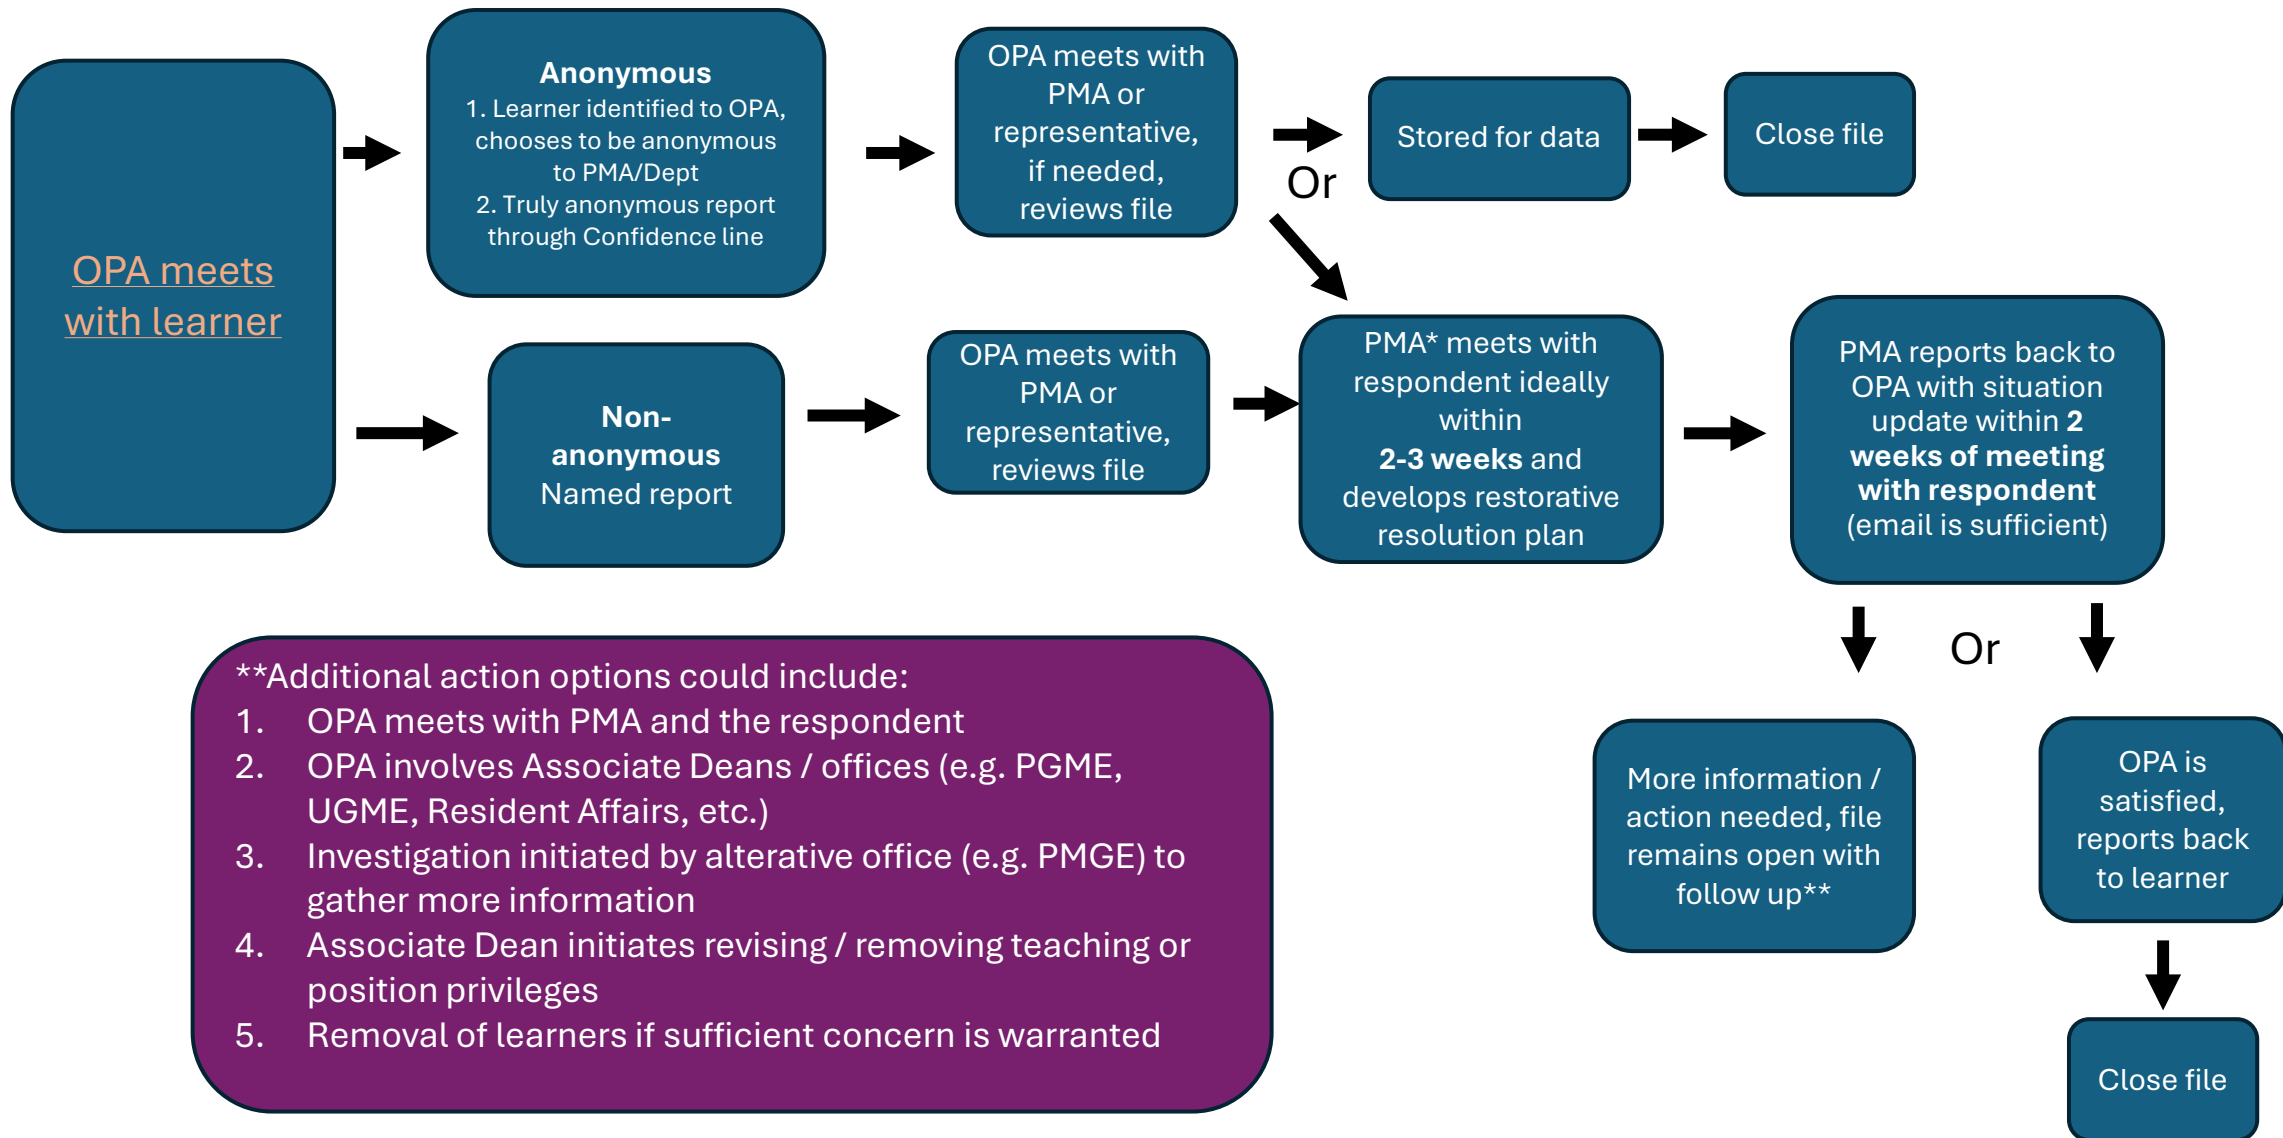 OPA meets
with learner
Anonymous
1. Learner identified to OPA,
chooses to be anonymous
to PMA/Dept
2. Truly anonymous report
through Confidence line
OPA meets with
PMA or
representative,
if needed,
reviews file
Or
Stored for data
Close file
Non-
anonymous
Named report
OPA meets with
PMA or
representative,
reviews file
PMA* meets with
respondent ideally
within
2-3 weeks and
develops restorative
resolution plan
PMA reports back to
OPA with situation
update within 2
weeks of meeting
with respondent
(email is sufficient)
Or
More information /
action needed, file
remains open with
follow up**
OPA is
satisfied,
reports back
to learner
Close file
**Additional action options could include:
1. OPA meets with PMA and the respondent
2. OPA involves Associate Deans / offices (e.g. PGME,
UGME, Resident Affairs, etc.)
3. Investigation initiated by alterative office (e.g. PMGE) to
gather more information
4. Associate Dean initiates revising / removing teaching or
position privileges
5. Removal of learners if sufficient concern is warranted